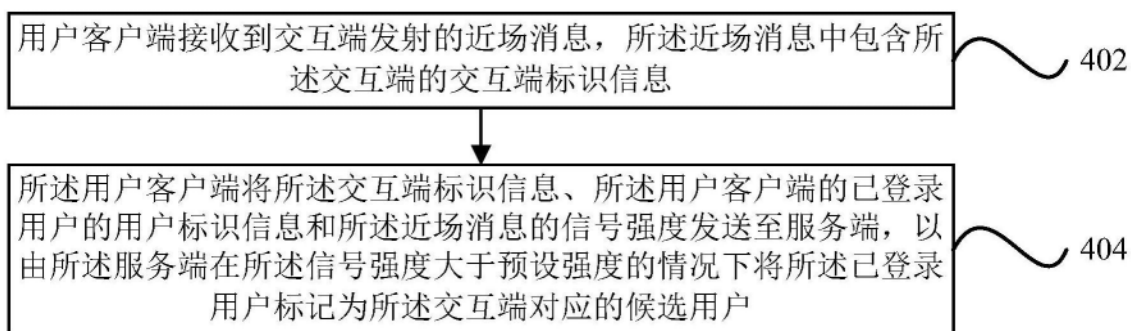 用户客户端接收到交互端发射的近场消息，所述近场消息中包含所
述交互端的交互端标识信息
402
所述用户客户端将所述交互端标识信息、所述用户客户端的已登录
用户的用户标识信息和所述近场消息的信号强度发送至服务端，以
由所述服务端在所述信号强度大于预设强度的情况下将所述已登录
用户标记为所述交互端对应的候选用户
404